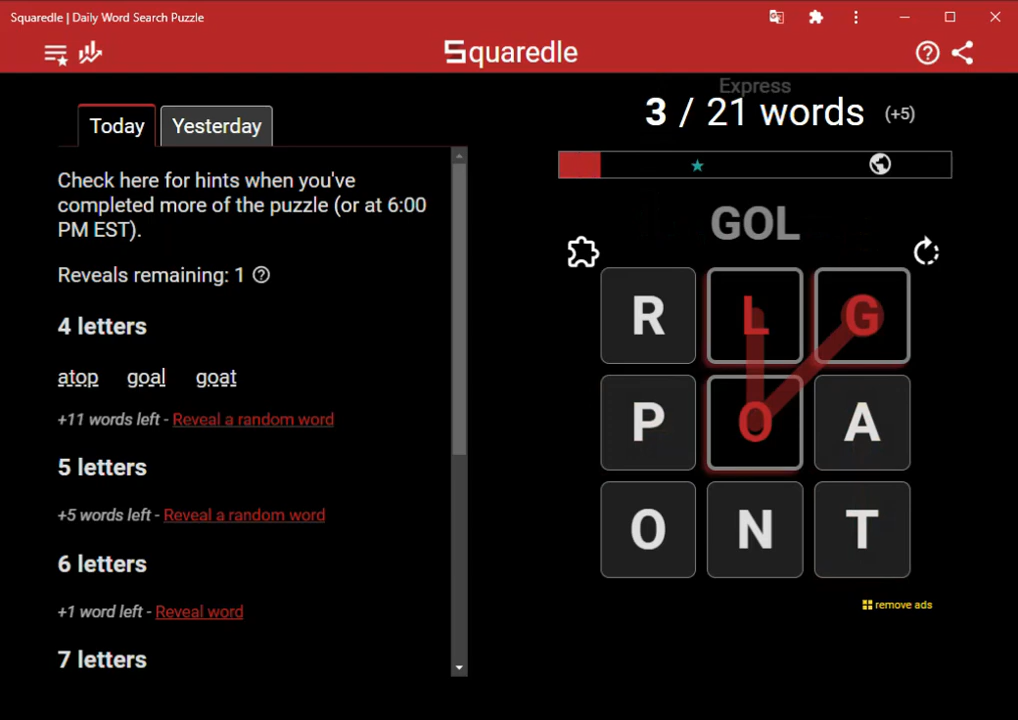 Squaredle | Daily Word Search Puzzle
Squaredle
Today
Yesterday
Check here for hints when you've
completed more of the puzzle (or at 6:00
PM EST).
Reveals remaining: 1
4 letters
atop goal goat
+11 words left - Reveal a random word
5 letters
+5 words left - Reveal a random word
6 letters
+1 word left - Reveal word
7 letters
Express
3 / 21 words (+5)
GOL
R L G
P O A
O N T
remove ads